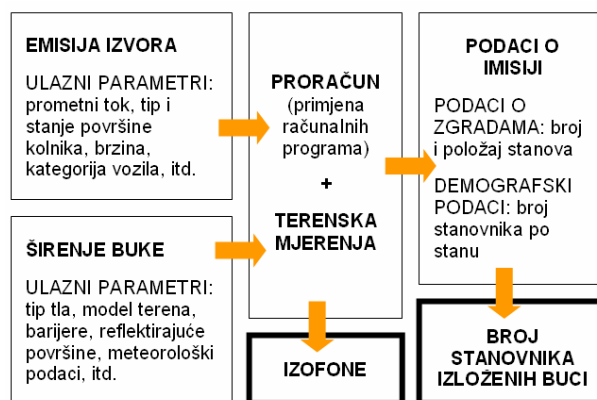 EMISIJA IZVORA
ULAZNI PARAMETRI:
prometni tok, tip i
stanje površine
kolnika, brzina,
kategorija vozila, itd.
ŠIRENJE BUKE
ULAZNI PARAMETRI:
tip tla, model terena,
barijere, reflektirajuće
površine, meteorološki
podaci, itd.
PRORAČUN
(primjena
računalnih
programa)
+
TERENSKA
MJERENJA
IZOFONE
PODACI O
IMISIJI
PODACI O
ZGRADAMA: broj
i položaj stanova
DEMOGRAFSKI
PODACI: broj
stanovnika po
stanu
BROJ
STANOVNIKA
IZLOŽENIH BUCI